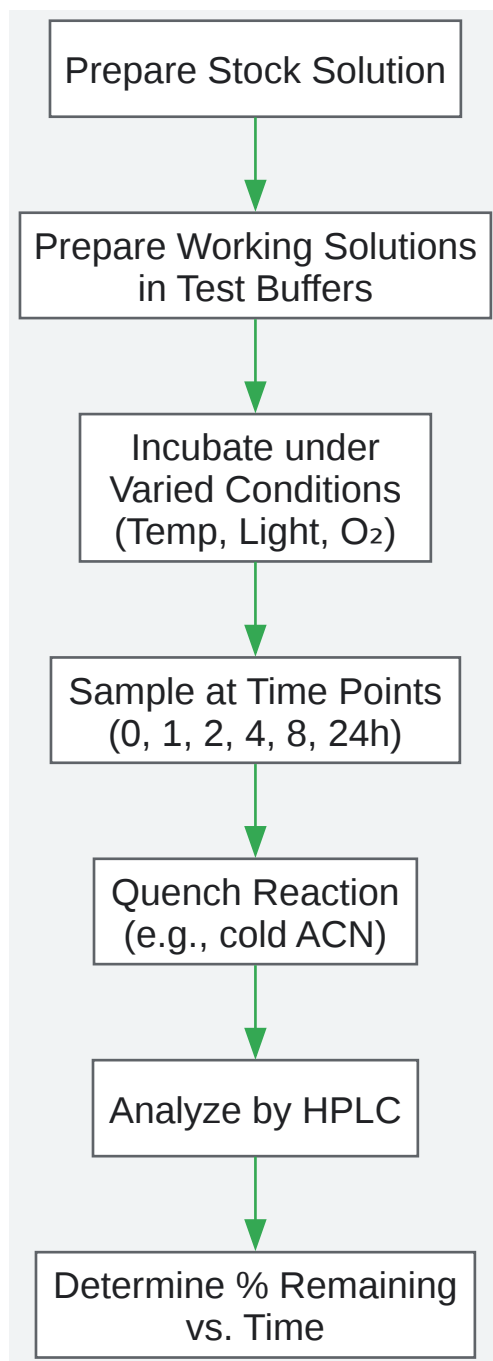 Prepare Stock Solution
Prepare Working Solutions
in Test Buffers
Incubate under
Varied Conditions
(Temp, Light, O₂)
Sample at Time Points
(0, 1, 2, 4, 8, 24h)
Quench Reaction
(e.g., cold ACN)
Analyze by HPLC
Determine % Remaining
vs. Time